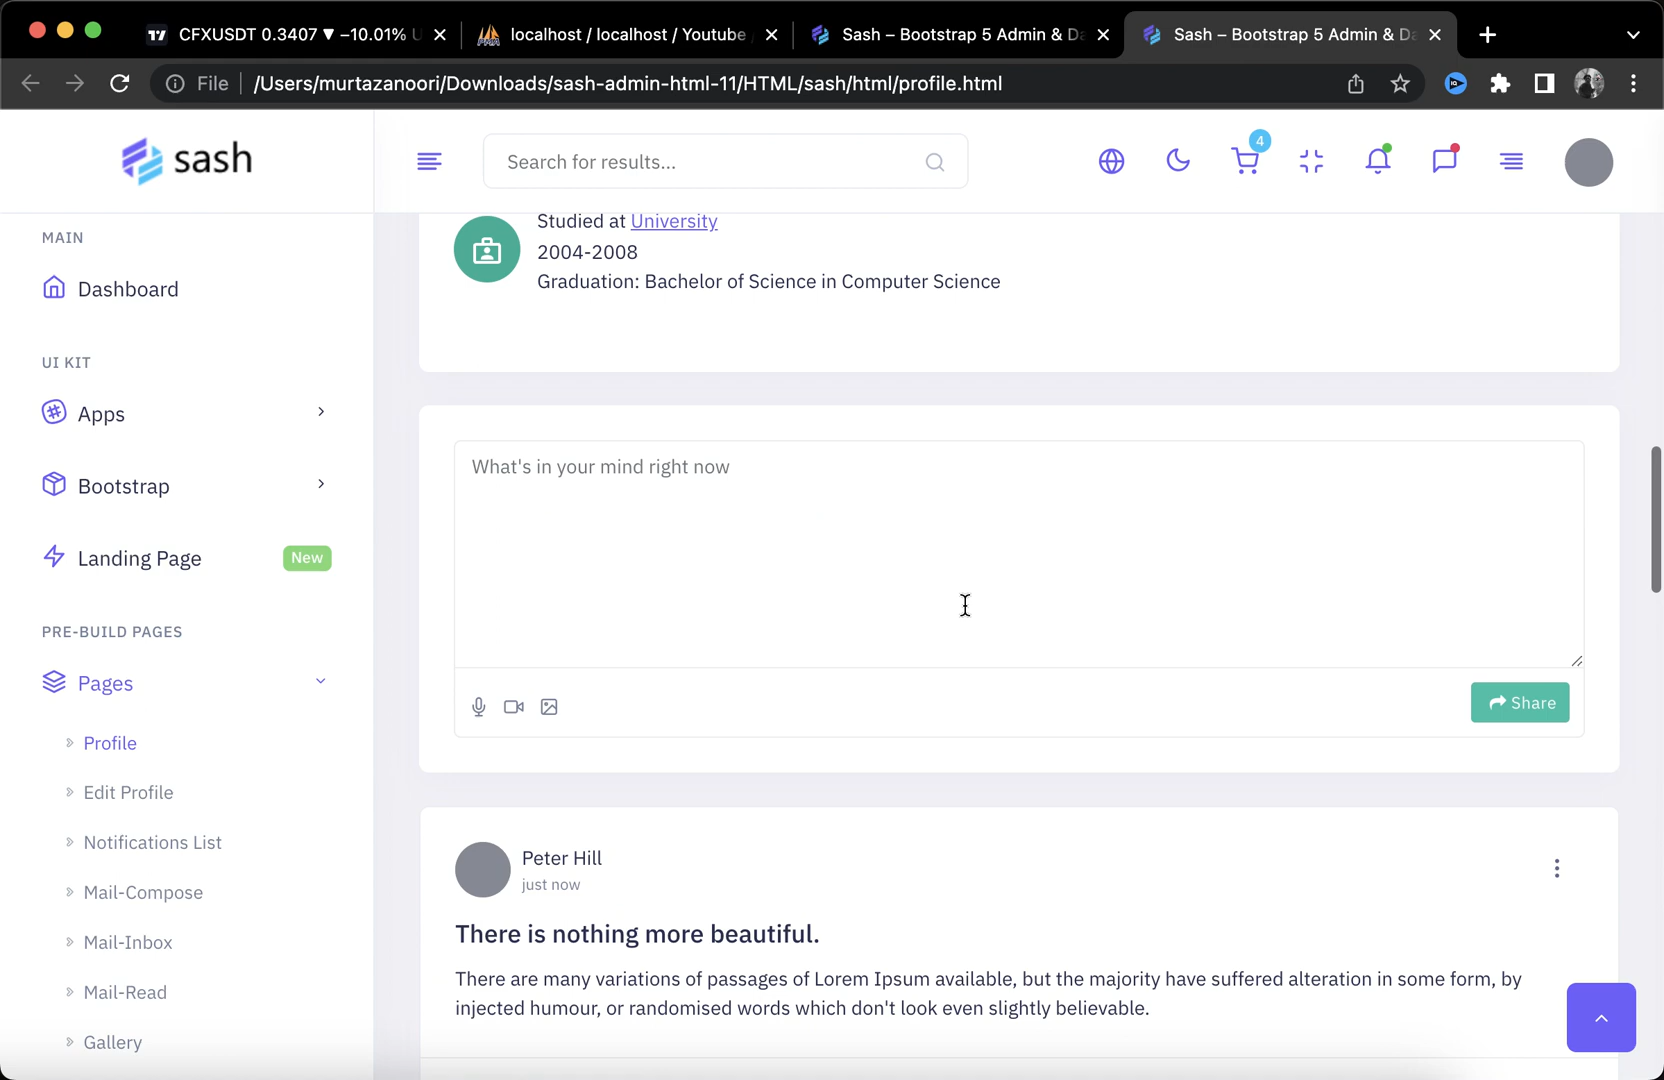 CFXUSDT 0.3407 ▼ −10.01% U
localhost / localhost / Youtube
Sash – Bootstrap 5 Admin & Da
Sash – Bootstrap 5 Admin & Da
File
/Users/murtazanoori/Downloads/sash-admin-html-11/HTML/sash/html/profile.html
sash
Search for results...
4
MAIN
Dashboard
UI KIT
Apps
Bootstrap
Landing Page
New
PRE-BUILD PAGES
Pages
Profile
Edit Profile
Notifications List
Mail-Compose
Mail-Inbox
Mail-Read
Gallery
Studied at University
2004-2008
Graduation: Bachelor of Science in Computer Science
What's in your mind right now
Share
Peter Hill
just now
There is nothing more beautiful.
There are many variations of passages of Lorem Ipsum available, but the majority have suffered alteration in some form, by
injected humour, or randomised words which don't look even slightly believable.